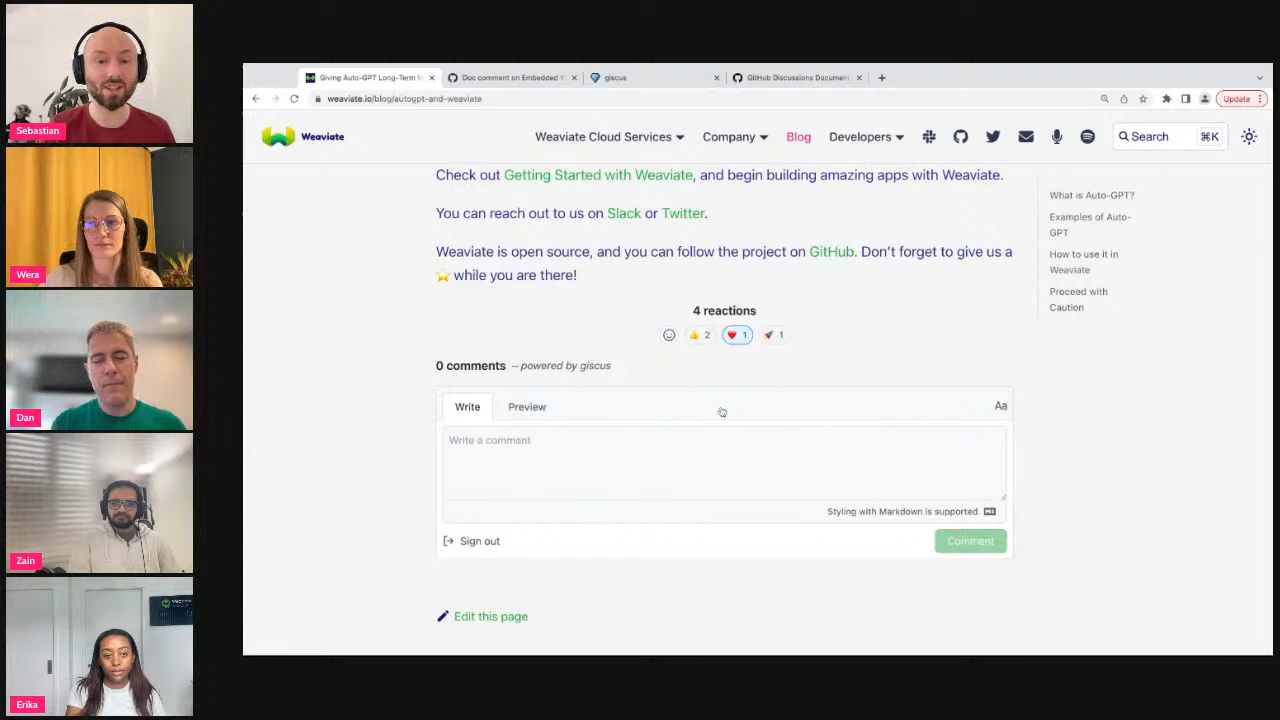 Sebastian
Wera
Dan
Zain
Erika
Giving Auto-GPT Long-Term M
Doc comment on Embedded W
giscus
GitHub Discussions Document
weaviate.io/blog/autogpt-and-weaviate
Update
Weaviate
Weaviate Cloud Services
Company
Blog
Developers
Search
⌘K
Check out Getting Started with Weaviate, and begin building amazing apps with Weaviate.
You can reach out to us on Slack or Twitter.
Weaviate is open source, and you can follow the project on GitHub. Don't forget to give us a
⭐ while you are there!
4 reactions
👍 2 ❤️ 1 🚀 1
0 comments – powered by giscus
Write
Preview
Aa
Write a comment
Styling with Markdown is supported
Sign out
Comment
Edit this page
What is Auto-GPT?
Examples of Auto-
GPT
How to use it in
Weaviate
Proceed with
Caution